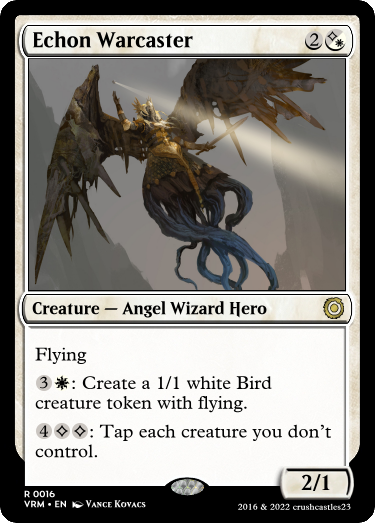 Echon Warcaster 2
Creature — Angel Wizard Hero
Flying
3: Create a 1/1 white Bird
creature token with flying.
4: Tap each creature you don't
control.
2/1
R 0016
VRM • EN Vance Kovacs
2016 & 2022 crushcastles23